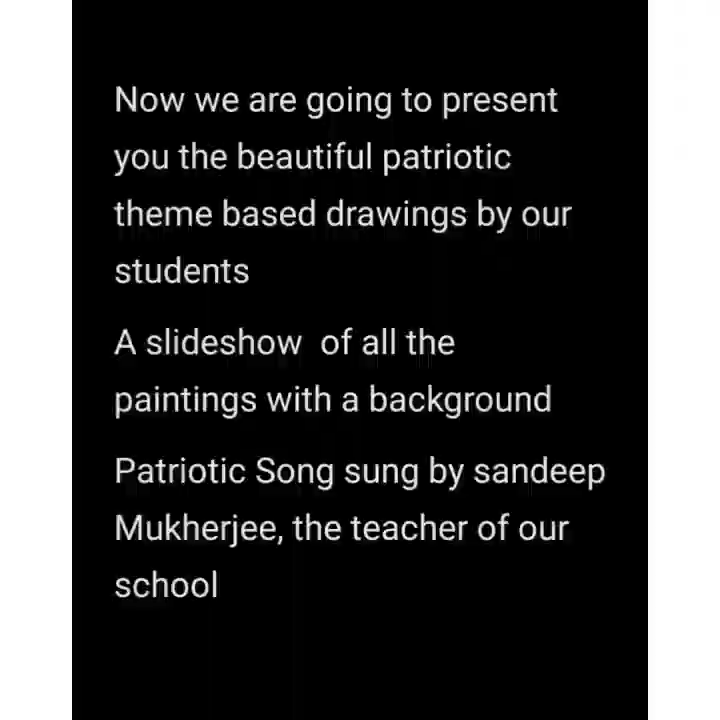 Now we are going to present
you the beautiful patriotic
theme based drawings by our
students
A slideshow  of all the
paintings with a background
Patriotic Song sung by sandeep
Mukherjee, the teacher of our
school